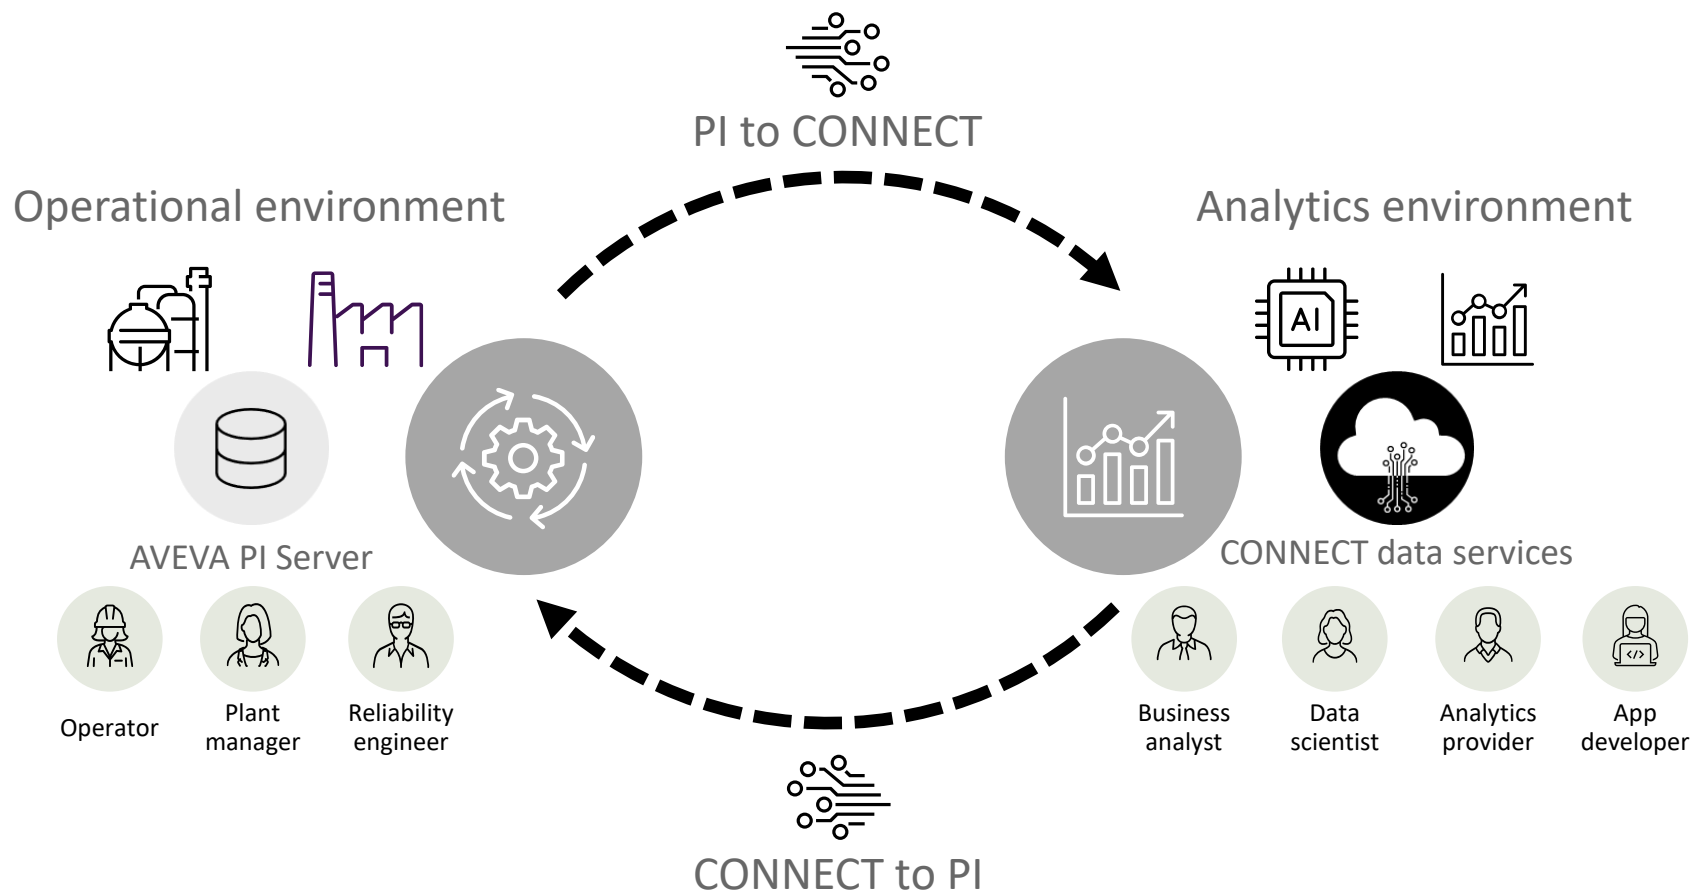 PI to CONNECT
Operational environment
Analytics environment
AI
AVEVA PI Server
CONNECT data services
</>
Operator
Plant
manager
Reliability
engineer
Business
analyst
Data
scientist
Analytics
provider
App
developer
CONNECT to PI